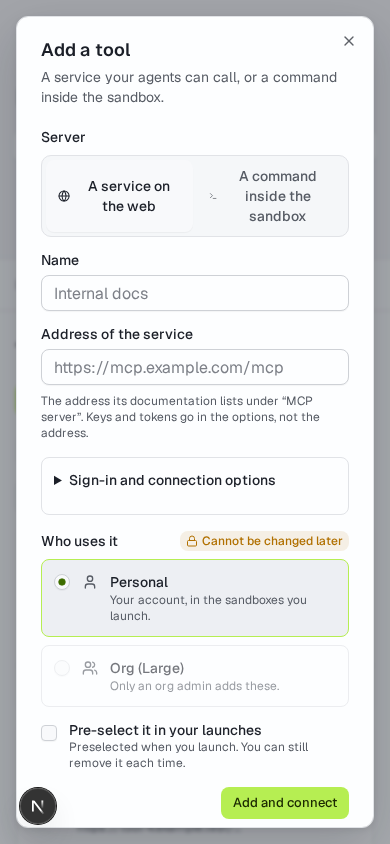 Add a tool
A service your agents can call, or a command
inside the sandbox.
Server
A service on
the web
A command
inside the
sandbox
Name
Internal docs
Address of the service
https://mcp.example.com/mcp
The address its documentation lists under “MCP
server”. Keys and tokens go in the options, not the
address.
Sign-in and connection options
Who uses it
Cannot be changed later
Personal
Your account, in the sandboxes you
launch.
Org (Large)
Only an org admin adds these.
Pre-select it in your launches
Preselected when you launch. You can still
remove it each time.
N
Add and connect